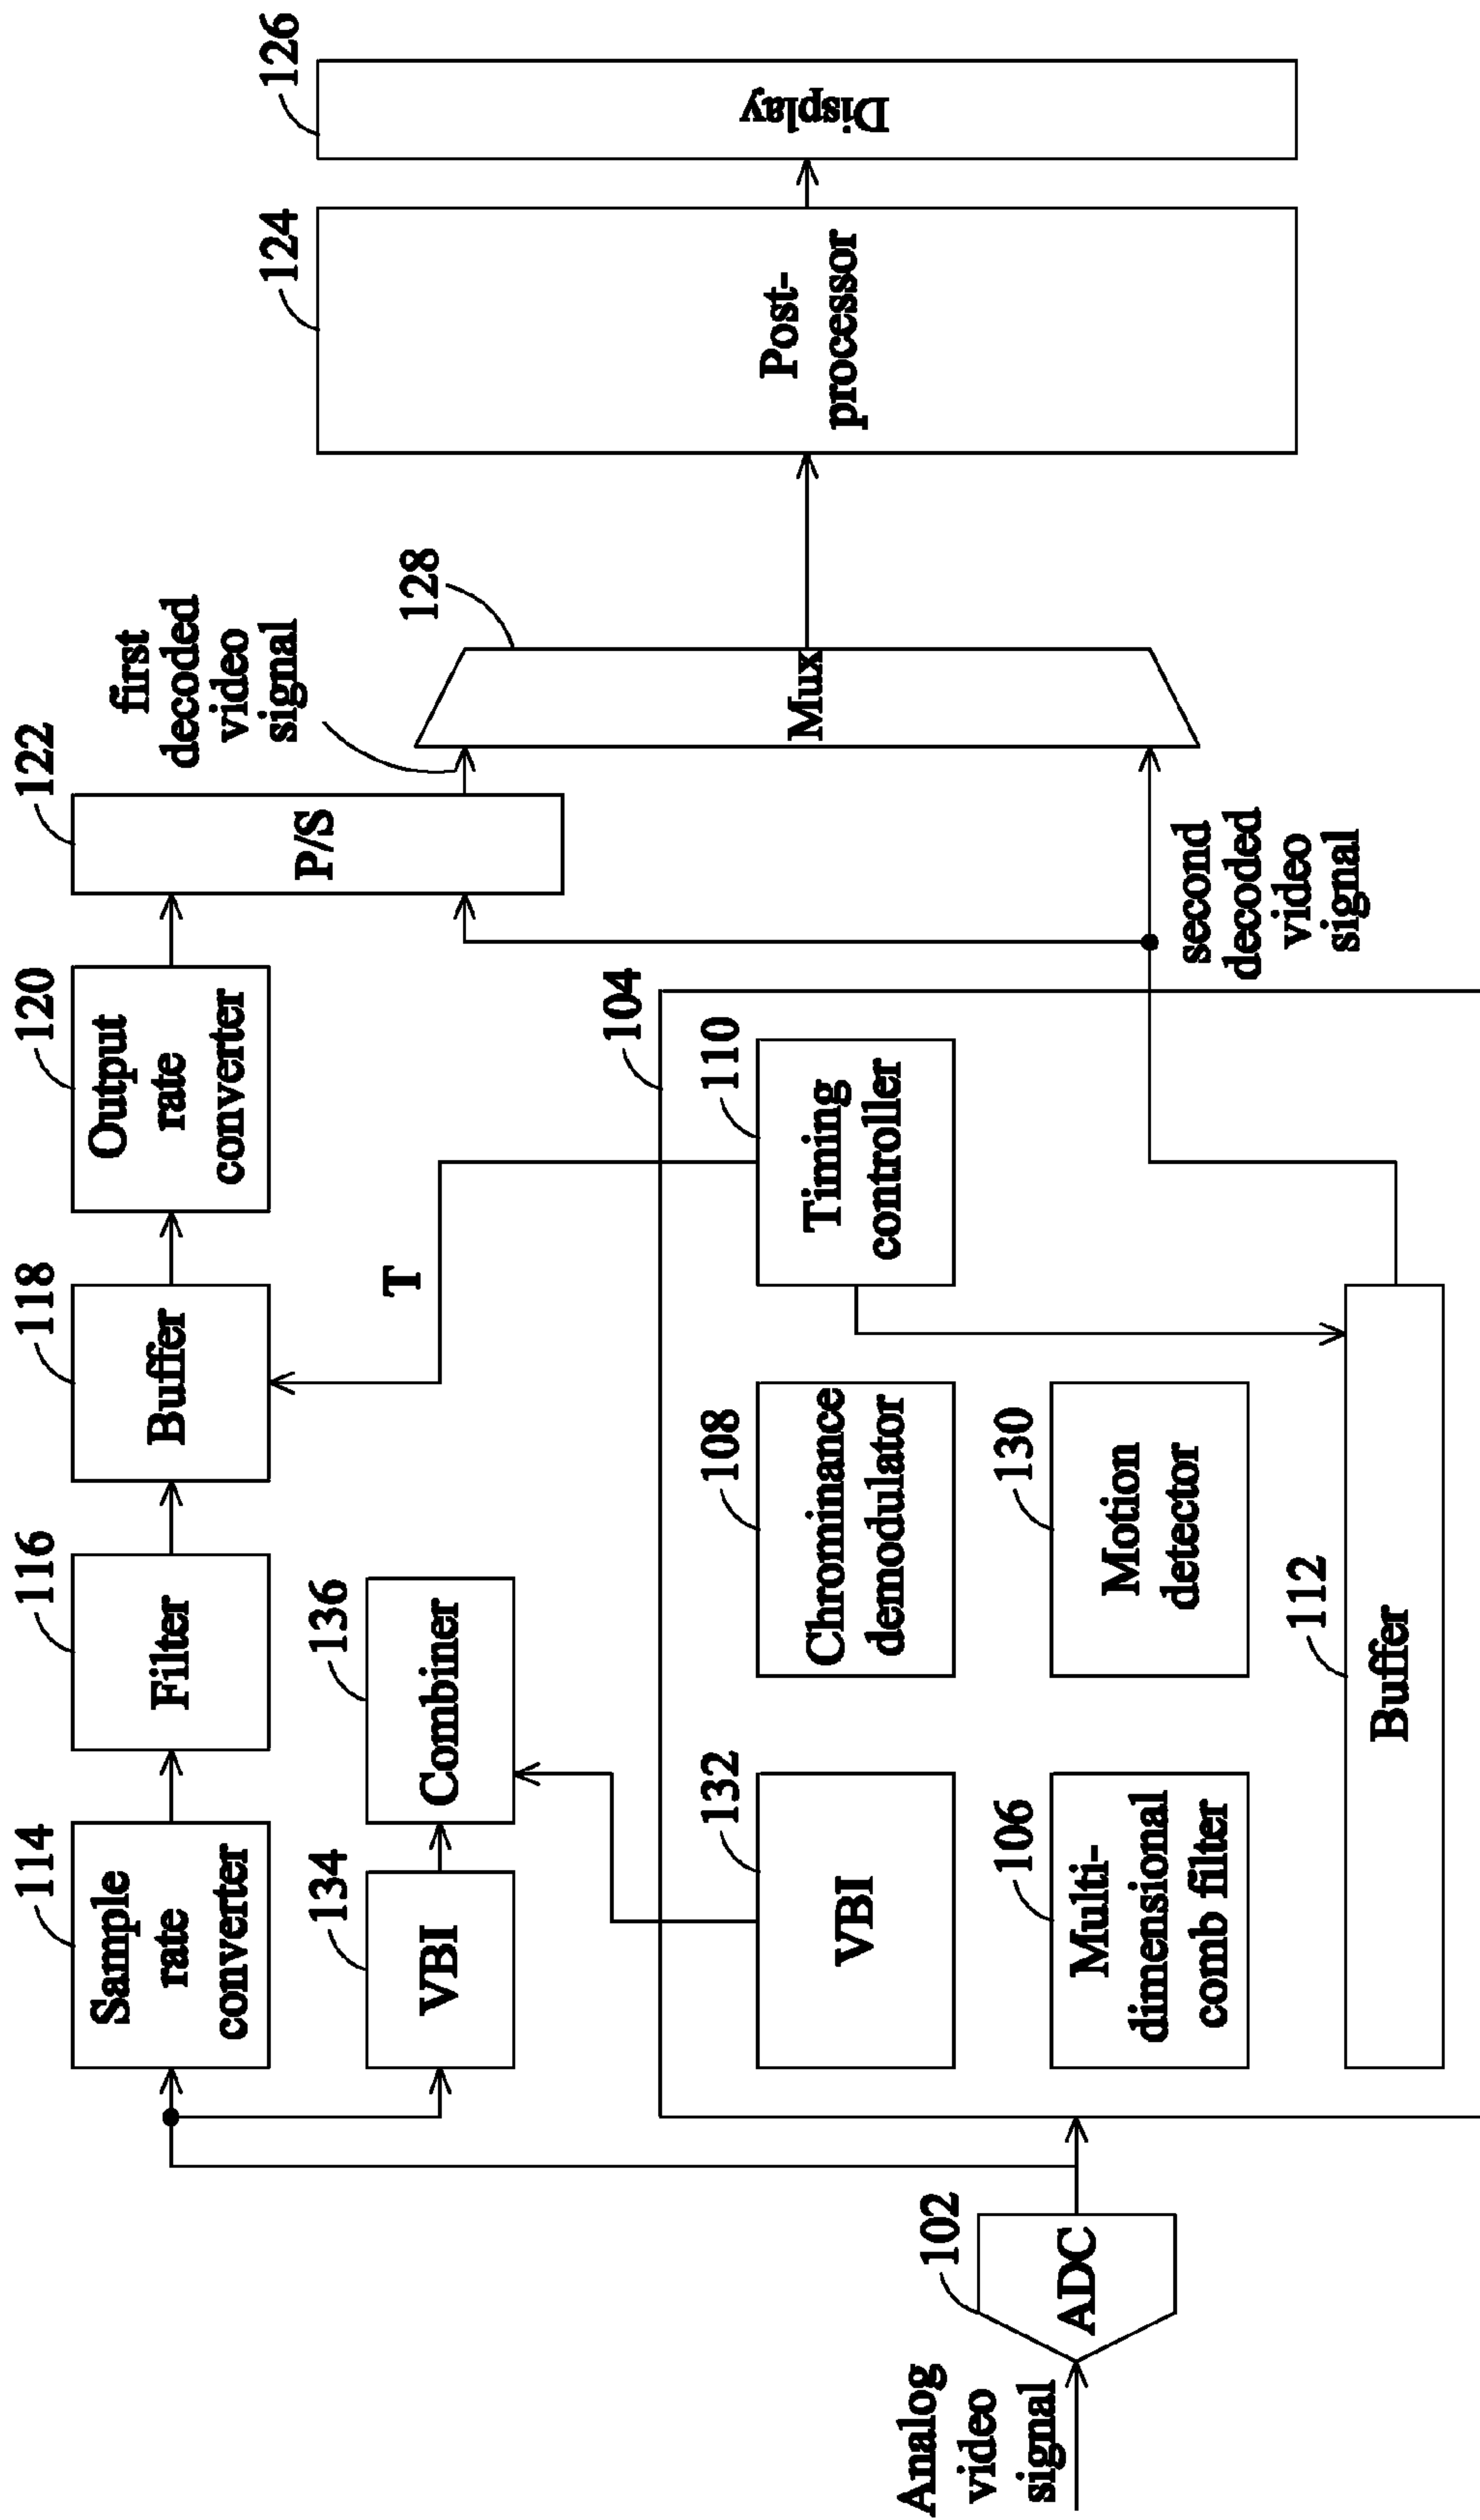 Analog
video
signal
102
ADC
114
Sample
rate
converter
116
Filter
118
Buffer
120
Output
rate
converter
122
P/S
first
decoded
video
signal
134
VBI
136
Combiner
T
104
132
VBI
108
Chrominance
demodulator
110
Timing
controller
106
Multi-
dimensional
comb filter
130
Motion
detector
112
Buffer
second
decoded
video
signal
128
Mux
124
Post-
processor
126
Display